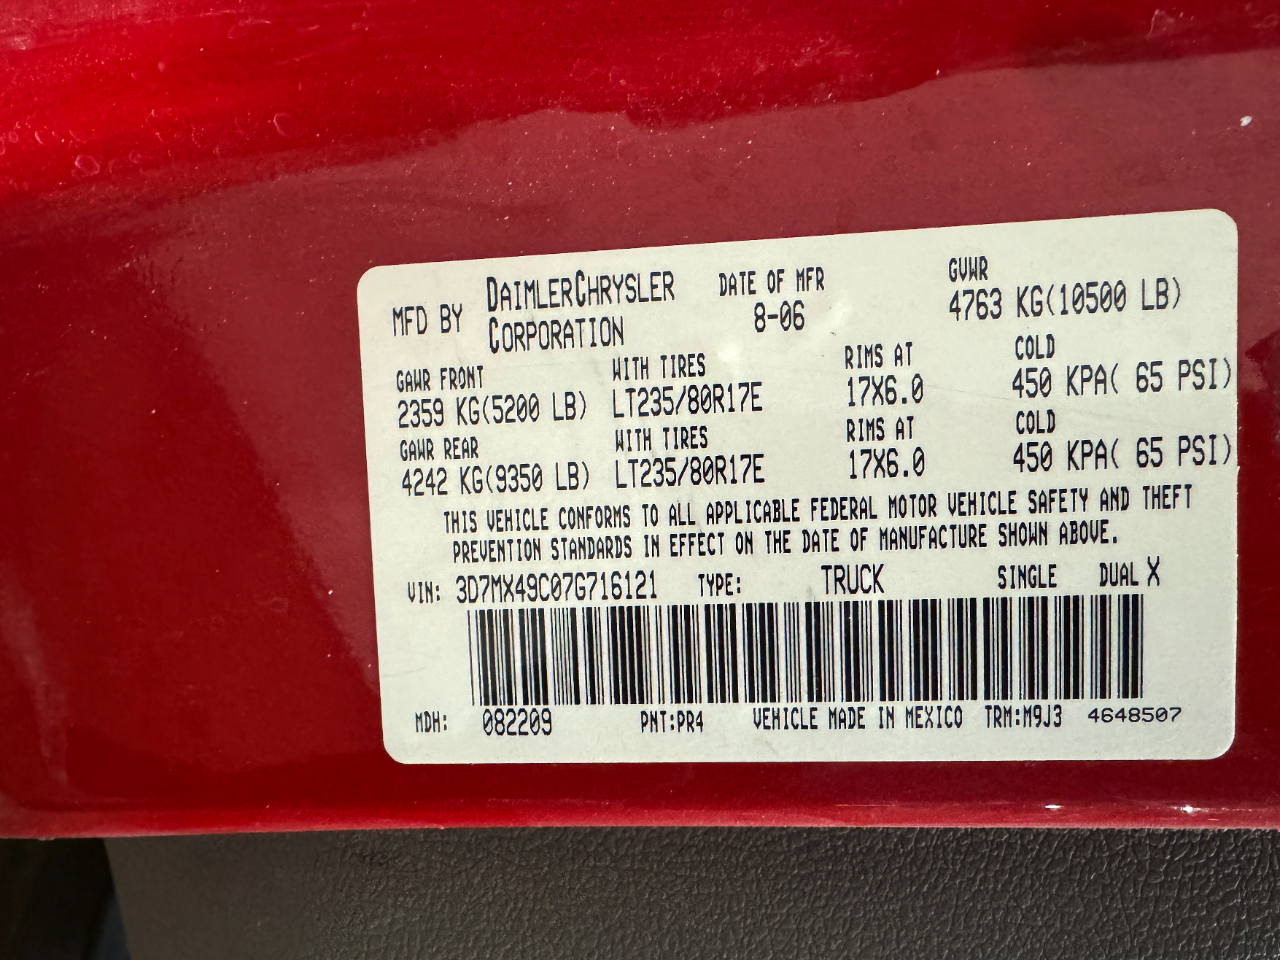 MFD BY DAIMLERCHRYSLER CORPORATION DATE OF MFR 8-06 GVWR 4763 KG(10500 LB)
GAWR FRONT WITH TIRES RIMS AT COLD
2359 KG(5200 LB) LT235/80R17E 17X6.0 450 KPA( 65 PSI)
GAWR REAR WITH TIRES RIMS AT COLD
4242 KG(9350 LB) LT235/80R17E 17X6.0 450 KPA( 65 PSI)
THIS VEHICLE CONFORMS TO ALL APPLICABLE FEDERAL MOTOR VEHICLE SAFETY AND THEFT
PREVENTION STANDARDS IN EFFECT ON THE DATE OF MANUFACTURE SHOWN ABOVE.
VIN: 3D7MX49C07G716121 TYPE: TRUCK SINGLE DUAL X
MDH: 082209 PNT:PR4 VEHICLE MADE IN MEXICO TRM:M9J3 4648507